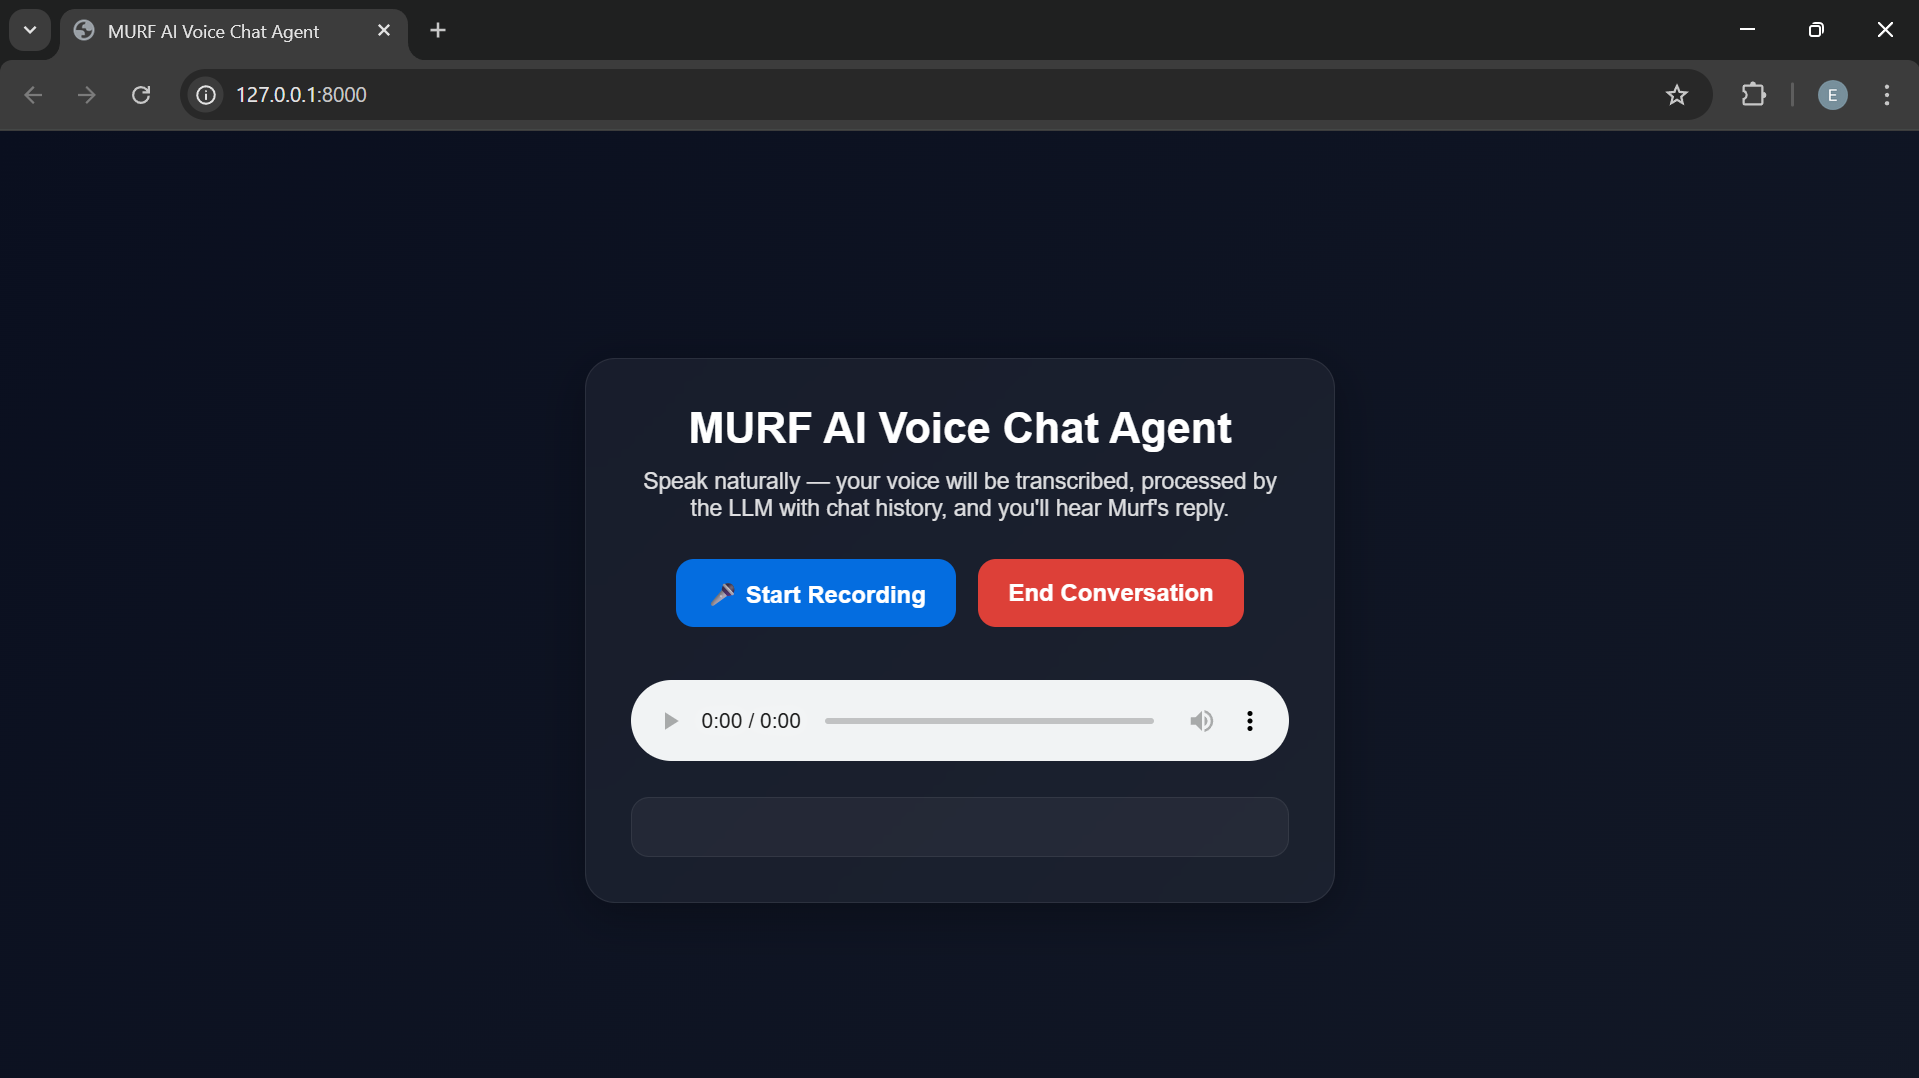 MURF AI Voice Chat Agent
127.0.0.1:8000
E
MURF AI Voice Chat Agent
Speak naturally — your voice will be transcribed, processed by
the LLM with chat history, and you'll hear Murf's reply.
🎤 Start Recording
End Conversation
0:00 / 0:00